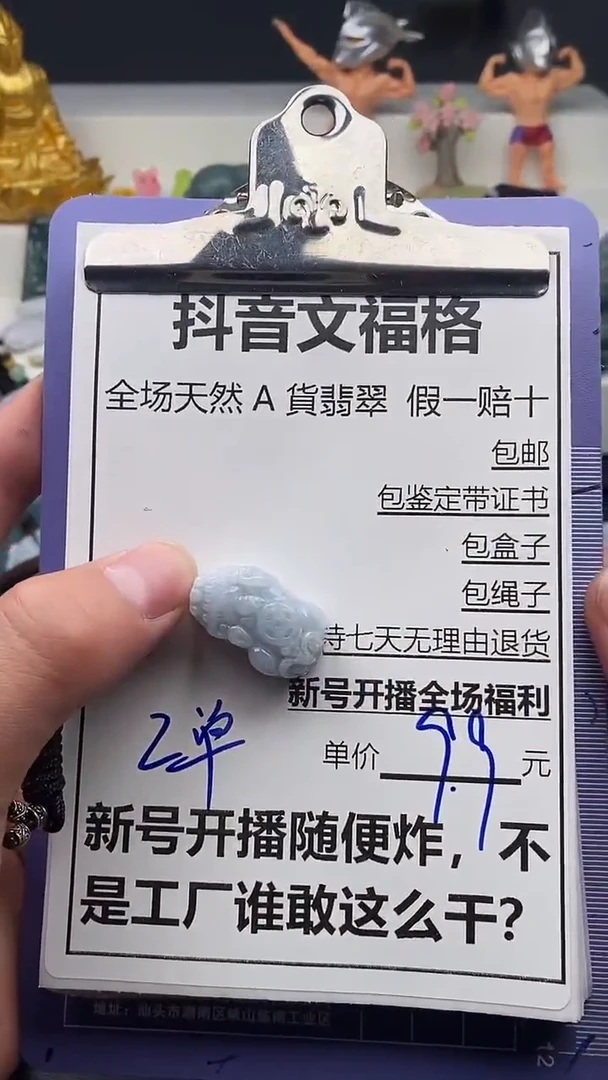 抖音文福格
全场天然A貨翡翠 假一赔十
包邮
包鉴定带证书
包盒子
包绳子
持七天无理由退货
新号开播全场福利
2单
单价9.9元
新号开播随便炸，不
是工厂谁敢这么干？
12